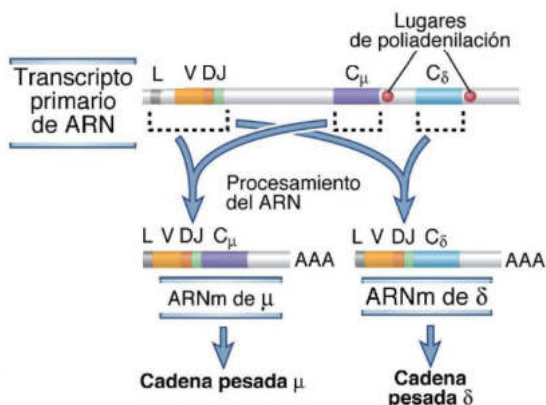 Lugares
de poliadenilación
Transcripto
primario
de ARN
L V DJ Cμ Cδ
Procesamiento
del ARN
L V DJ Cμ
AAA
L V DJ Cδ
AAA
ARNm de μ
ARNm de δ
Cadena pesada μ
Cadena
pesada δ